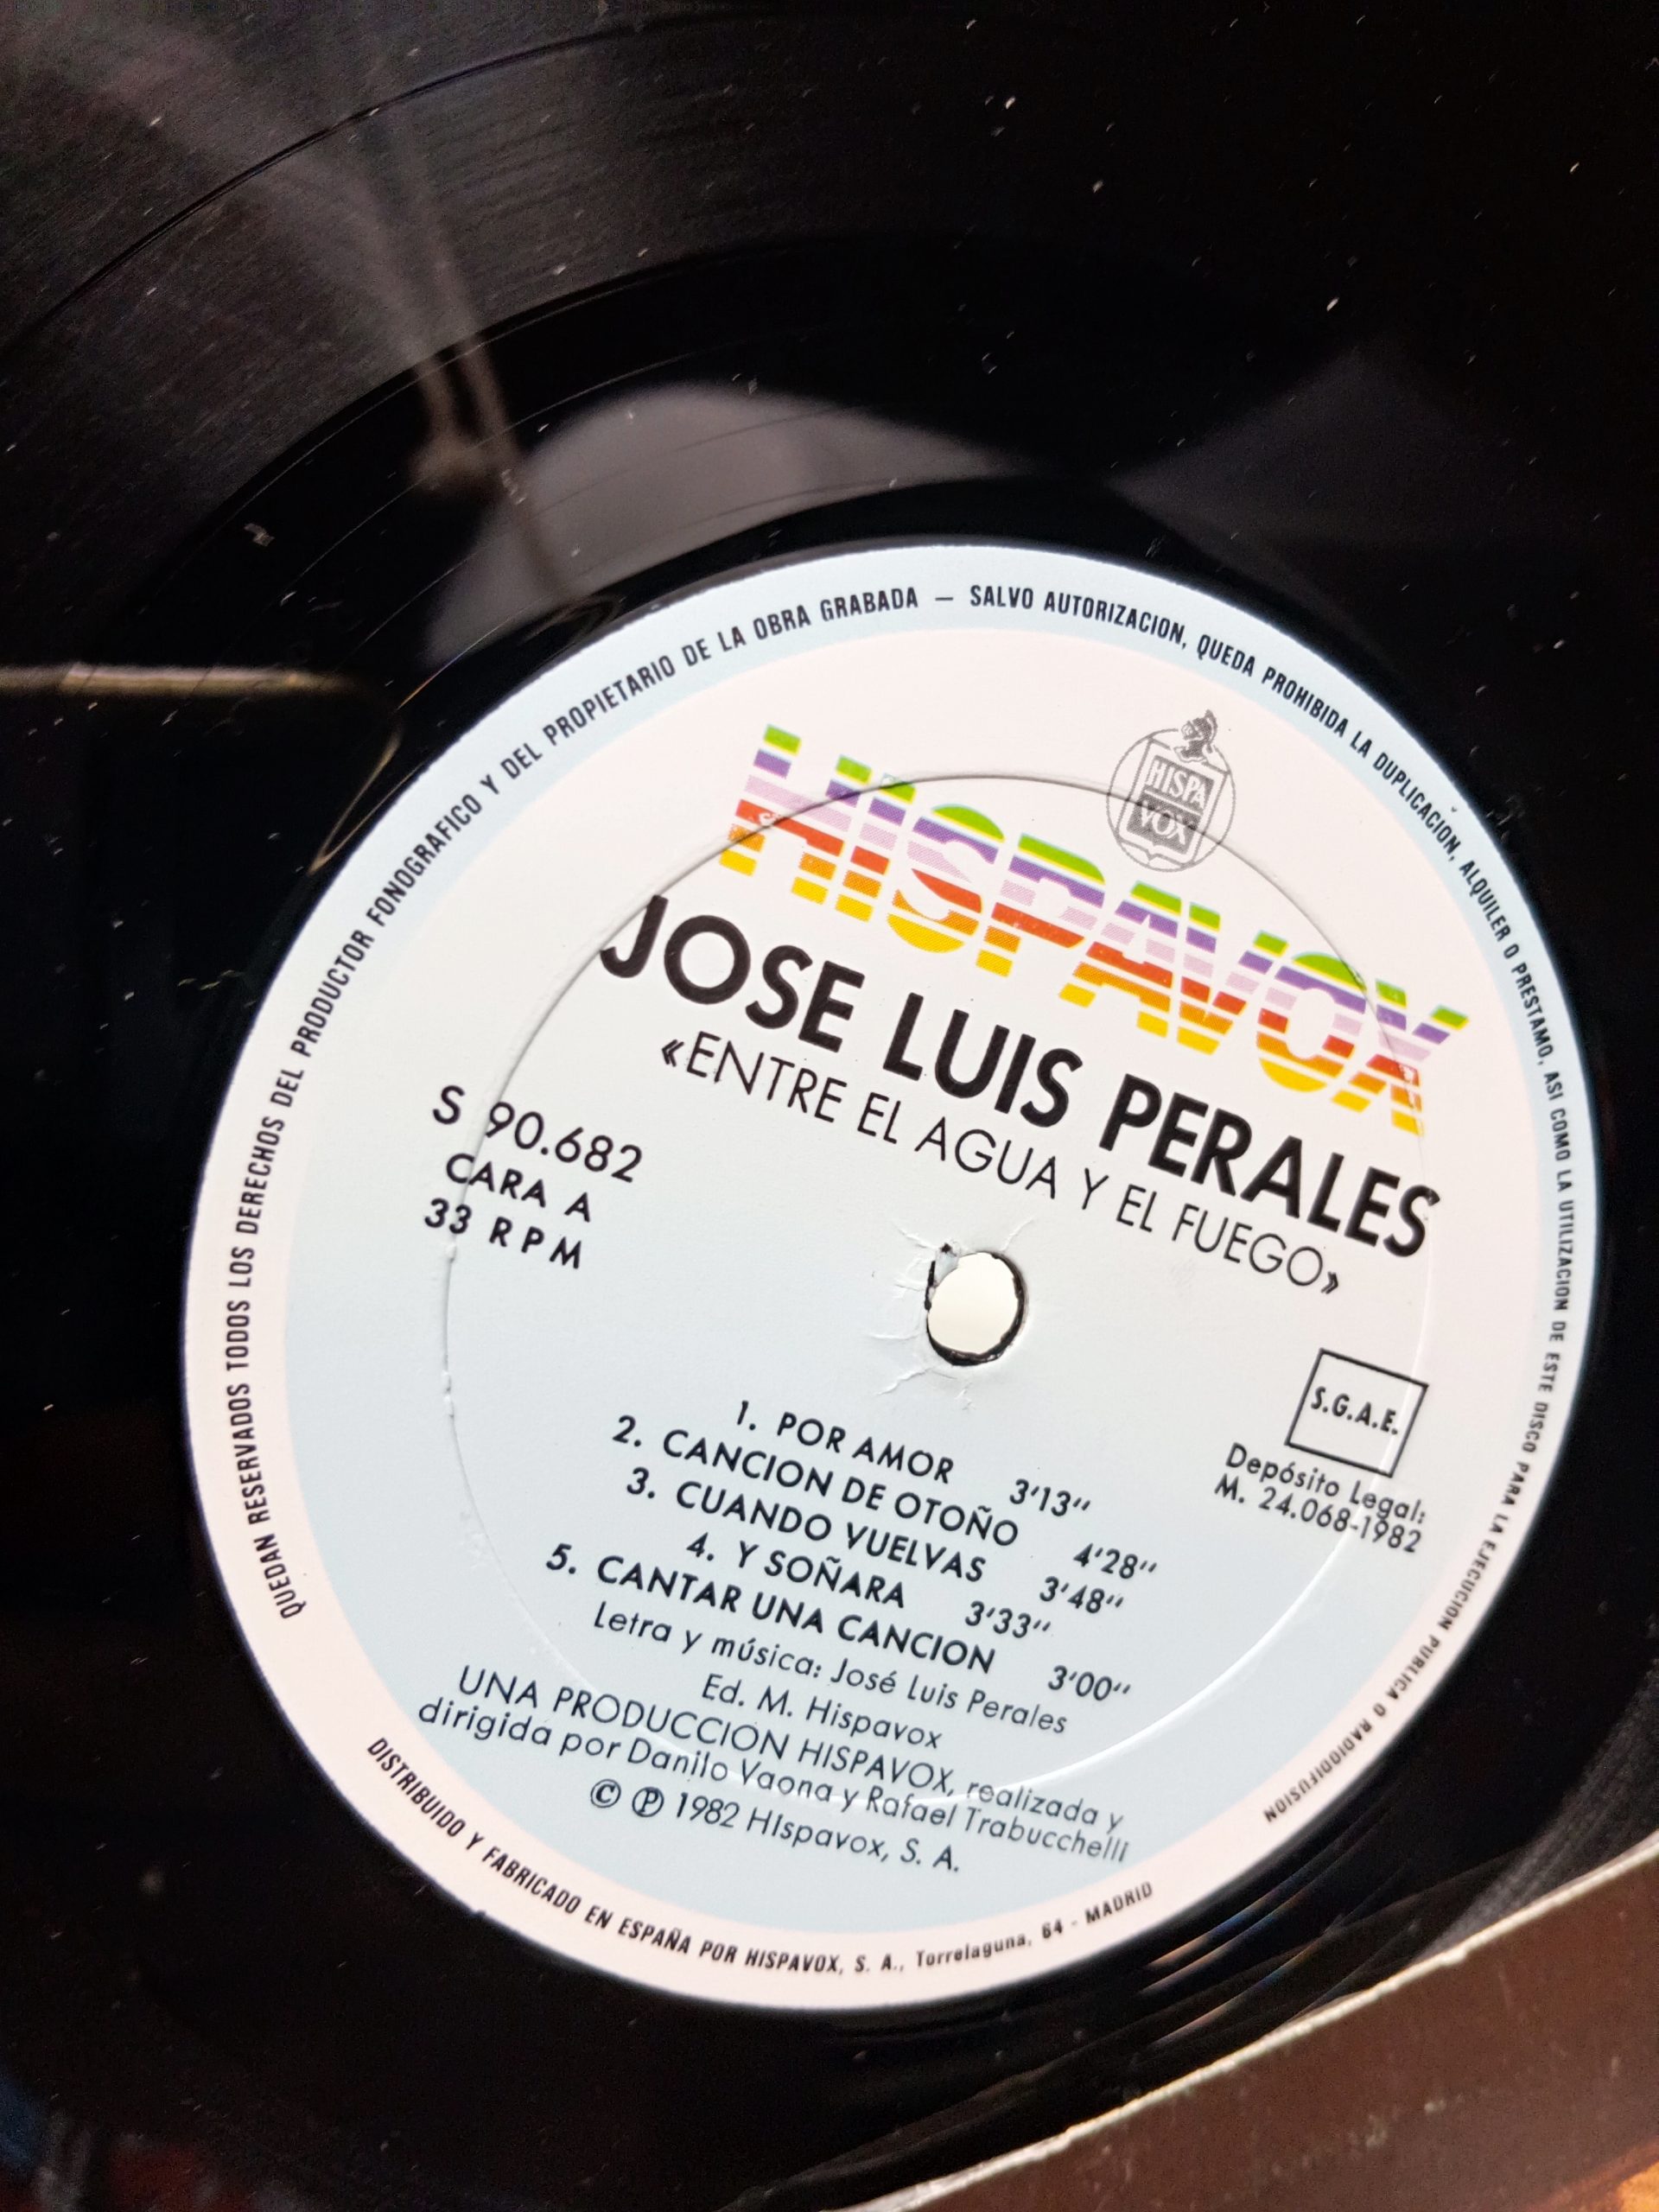 QUEDAN RESERVADOS TODOS LOS DERECHOS DEL PRODUCTOR FONOGRAFICO Y DEL PROPIETARIO DE LA OBRA GRABADA — SALVO AUTORIZACION, QUEDA PROHIBIDA LA DUPLICACION, ALQUILER O PRESTAMO, ASI COMO LA UTILIZACION DE ESTE DISCO PARA LA EJECUCION PUBLICA O RADIODIFUSION
HISPA
VOX
HISPAVOX
JOSE LUIS PERALES
«ENTRE EL AGUA Y EL FUEGO»
S 90.682
CARA A
33 RPM
S.G.A.E.
Depósito Legal:
M. 24.068-1982
1. POR AMOR 3'13''
2. CANCION DE OTOÑO 4'28''
3. CUANDO VUELVAS 3'48''
4. Y SOÑARA 3'33''
5. CANTAR UNA CANCION 3'00''
Letra y música: José Luis Perales
Ed. M. Hispavox
UNA PRODUCCION HISPAVOX, realizada y
dirigida por Danilo Vaona y Rafael Trabucchelli
© ℗ 1982 HIspavox, S. A.
DISTRIBUIDO Y FABRICADO EN ESPAÑA POR HISPAVOX, S. A., Torrelaguna, 64 - MADRID